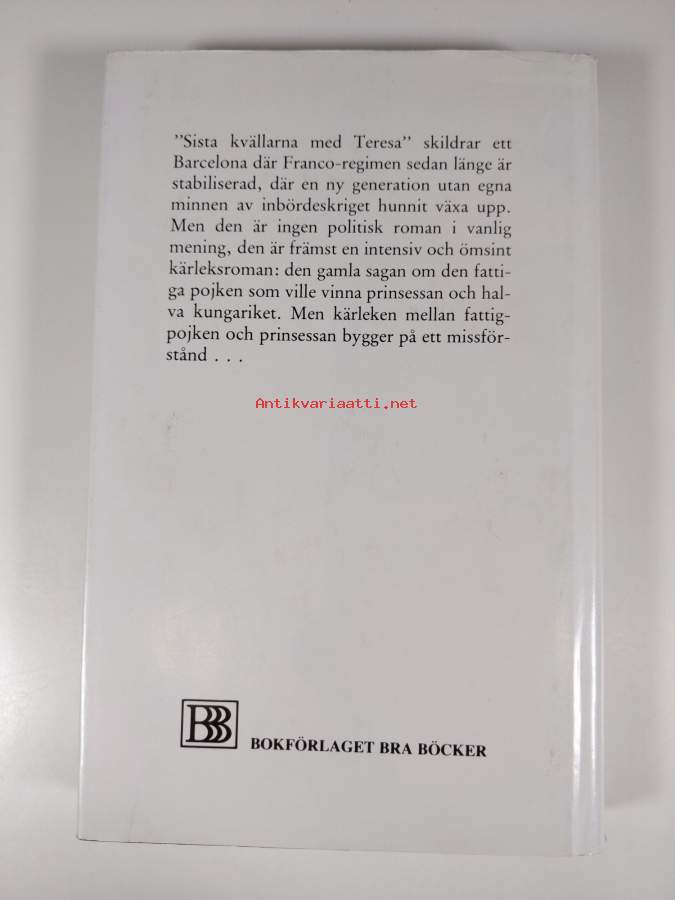 ”Sista kvällarna med Teresa” skildrar ett
Barcelona där Franco-regimen sedan länge är
stabiliserad, där en ny generation utan egna
minnen av inbördeskriget hunnit växa upp.
Men den är ingen politisk roman i vanlig
mening, den är främst en intensiv och ömsint
kärleksroman: den gamla sagan om den fatti-
ga pojken som ville vinna prinsessan och hal-
va kungariket. Men kärleken mellan fattig-
pojken och prinsessan bygger på ett missför-
stånd . . .
Antikvariaatti.net
BBB
BOKFÖRLAGET BRA BÖCKER